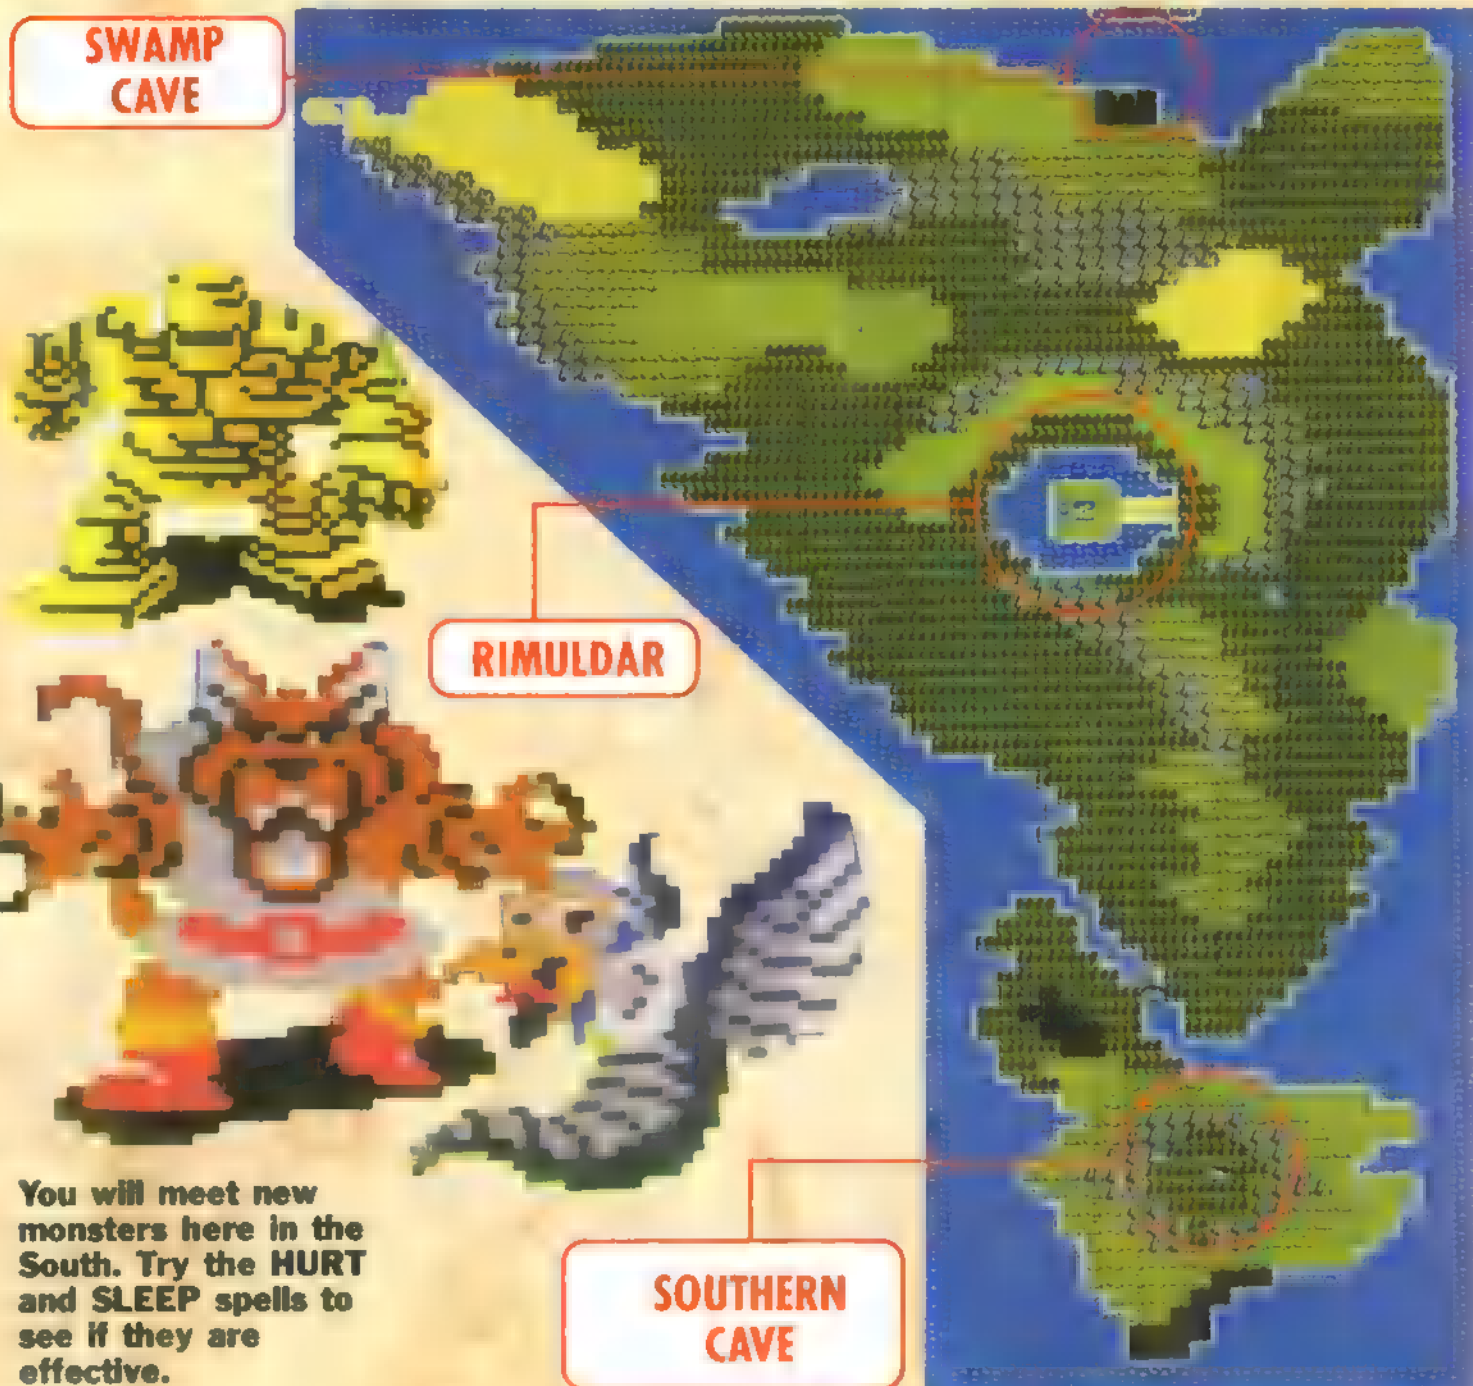 SWAMP
CAVE
RIMULDAR
You will meet new
monsters here in the
South. Try the HURT
and SLEEP spells to
see if they are
effective.
SOUTHERN
CAVE